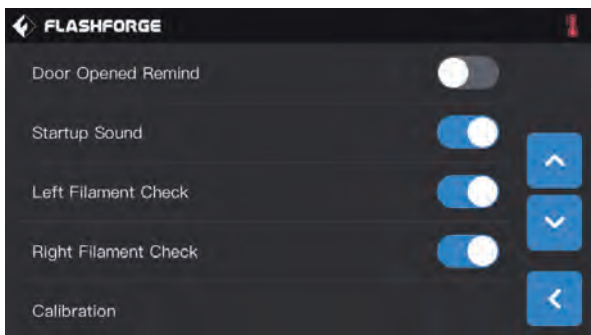 FLASHFORGE
Door Opened Remind
Startup Sound
Left Filament Check
Right Filament Check
Calibration